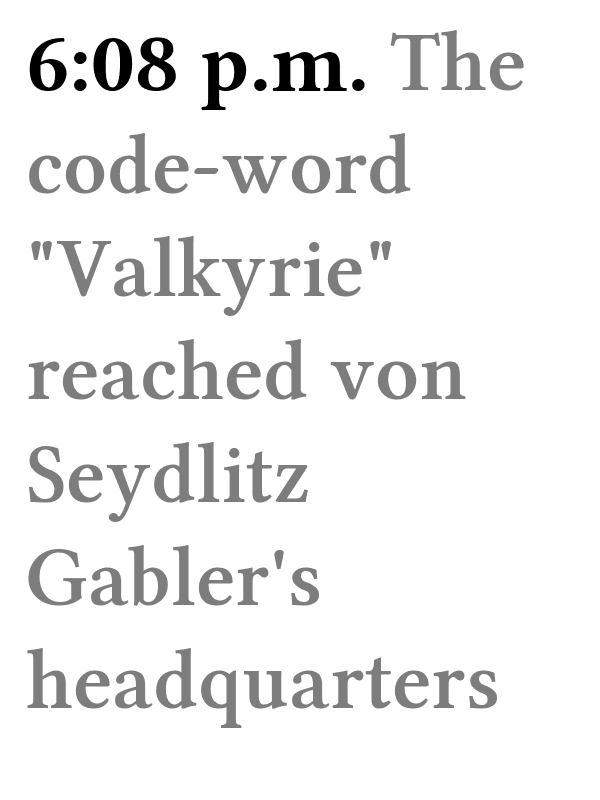 6:08 p.m. The
code-word
"Valkyrie"
reached von
Seydlitz
Gabler's
headquarters